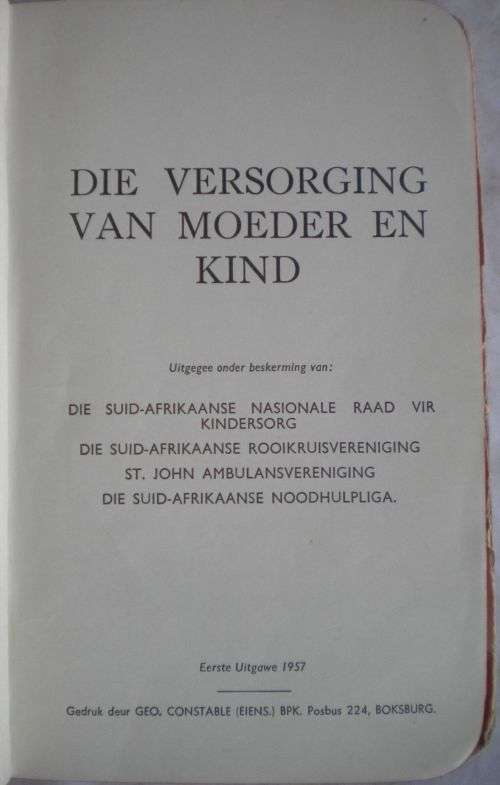 DIE VERSORGING
VAN MOEDER EN
KIND
Uitgegee onder beskerming van:
DIE SUID-AFRIKAANSE NASIONALE RAAD VIR
KINDERSORG
DIE SUID-AFRIKAANSE ROOIKRUISVERENIGING
ST. JOHN AMBULANSVERENIGING
DIE SUID-AFRIKAANSE NOODHULPLIGA.
Eerste Uitgawe 1957
Gedruk deur GEO. CONSTABLE (EIENS.) BPK. Posbus 224, BOKSBURG.